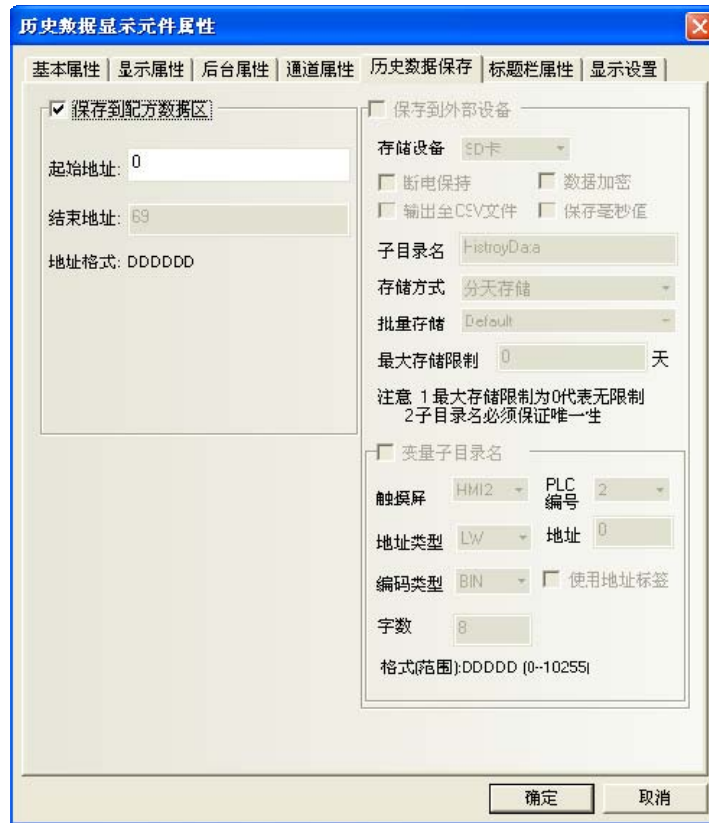 历史数据显示元件属性
基本属性 显示属性 后台属性 通道属性 历史数据保存 标题栏属性 显示设置
保存到配方数据区
起始地址: 0
结束地址: 69
地址格式: DDDDDD
保存到外部设备
存储设备 SD卡
断电保持 数据加密
输出至CSV文件 保存毫秒值
子目录名 HistroyData
存储方式 分天存储
批量存储 Default
最大存储限制 0 天
注意 1 最大存储限制为0代表无限制
2子目录名必须保证唯一性
变量子目录名
触摸屏 HMI2 PLC编号 2
地址类型 LW 地址 0
编码类型 BIN 使用地址标签
字数 8
格式(范围):DDDDD (0--10255)
确定 取消